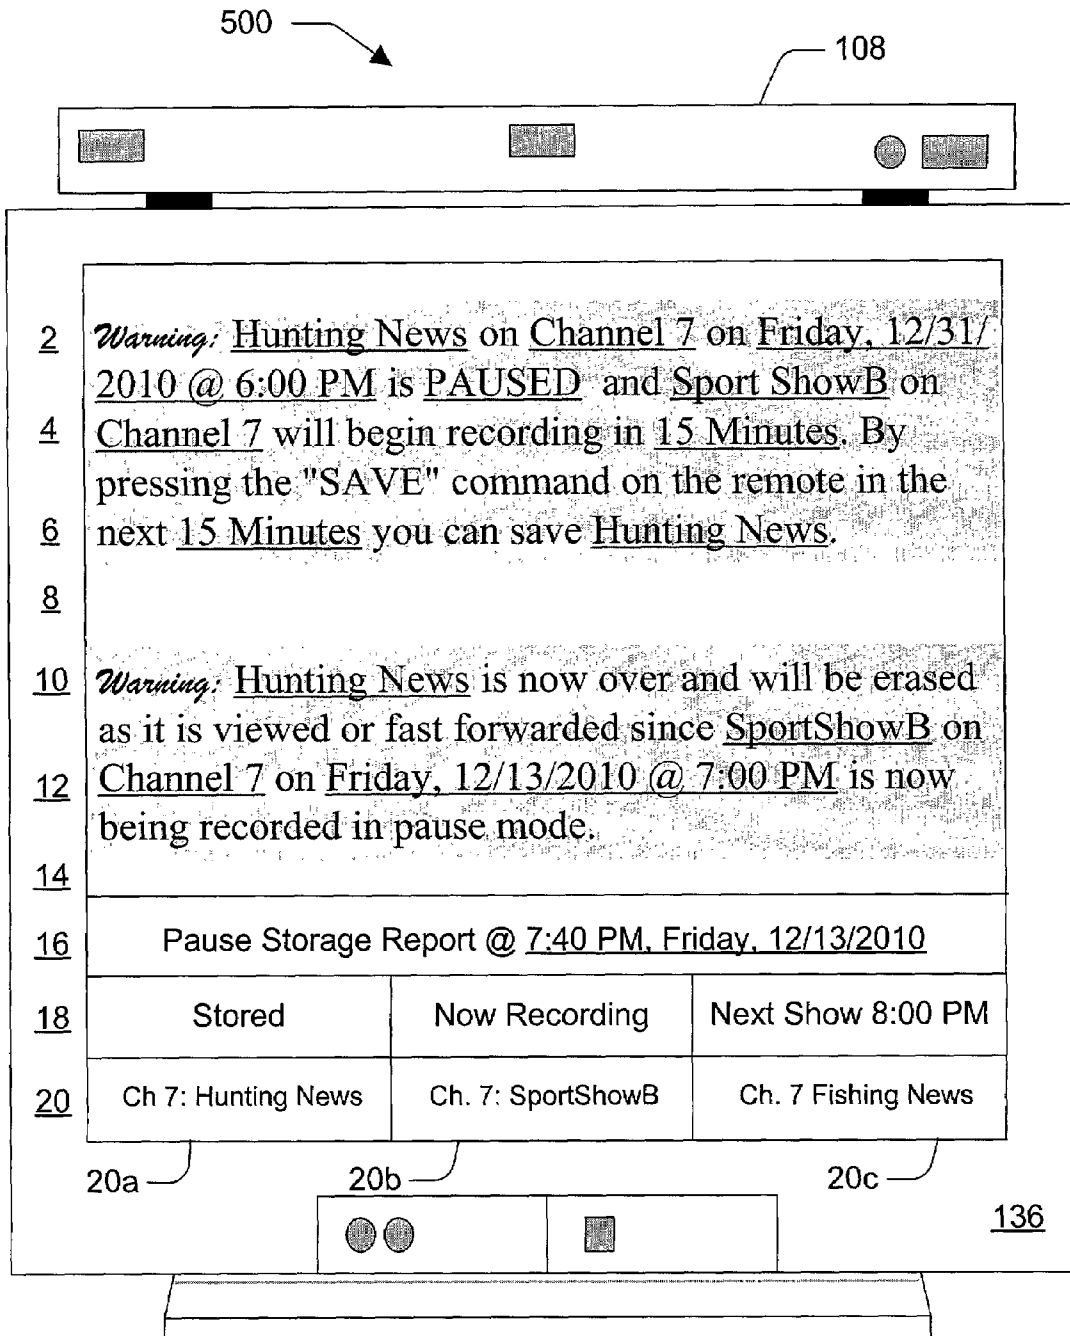 500
108
2 Warning: Hunting News on Channel 7 on Friday, 12/31/
2010 @ 6:00 PM is PAUSED and Sport ShowB on
4 Channel 7 will begin recording in 15 Minutes. By
pressing the "SAVE" command on the remote in the
6 next 15 Minutes you can save Hunting News.
8
10 Warning: Hunting News is now over and will be erased
as it is viewed or fast forwarded since SportShowB on
12 Channel 7 on Friday, 12/13/2010 @ 7:00 PM is now
being recorded in pause mode.
14
16 Pause Storage Report @ 7:40 PM, Friday, 12/13/2010
18 Stored Now Recording Next Show 8:00 PM
20 Ch 7: Hunting News Ch. 7: SportShowB Ch. 7 Fishing News
20a 20b 20c
136